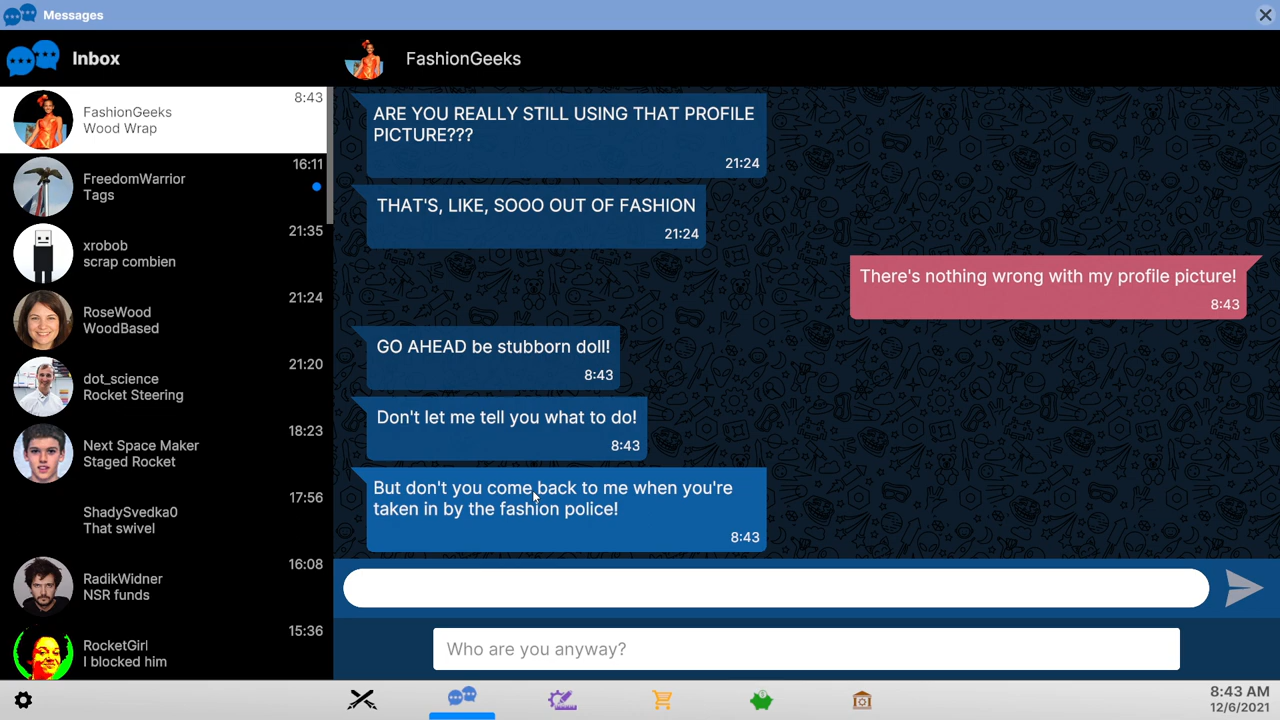 Messages
Inbox
FashionGeeks
8:43
FashionGeeks
Wood Wrap
16:11
FreedomWarrior
Tags
21:35
xrobob
scrap combien
21:24
RoseWood
WoodBased
21:20
dot_science
Rocket Steering
18:23
Next Space Maker
Staged Rocket
17:56
ShadySvedka0
That swivel
16:08
RadikWidner
NSR funds
15:36
RocketGirl
I blocked him
ARE YOU REALLY STILL USING THAT PROFILE
PICTURE???
21:24
THAT'S, LIKE, SOOO OUT OF FASHION
21:24
There's nothing wrong with my profile picture!
8:43
GO AHEAD be stubborn doll!
8:43
Don't let me tell you what to do!
8:43
But don't you come back to me when you're
taken in by the fashion police!
8:43
Who are you anyway?
8:43 AM
12/6/2021